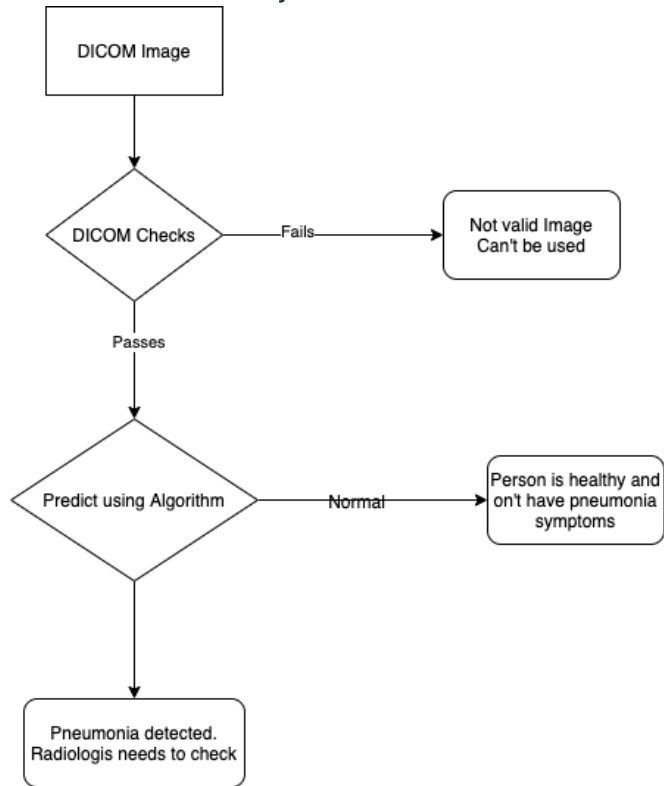 DICOM Image
DICOM Checks
Fails
Not valid Image
Can't be used
Passes
Predict using Algorithm
Normal
Person is healthy and
on't have pneumonia
symptoms
Pneumonia detected.
Radiologis needs to check